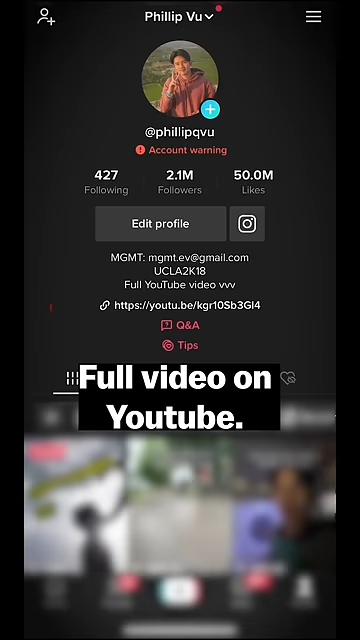 Phillip Vu
@phillipqvu
Account warning
427 2.1M 50.0M
Following Followers Likes
Edit profile
MGMT: mgmt.ev@gmail.com
UCLA2K18
Full YouTube video vvv
https://youtu.be/kgr10Sb3GI4
Q&A
Tips
Full video on
Youtube.